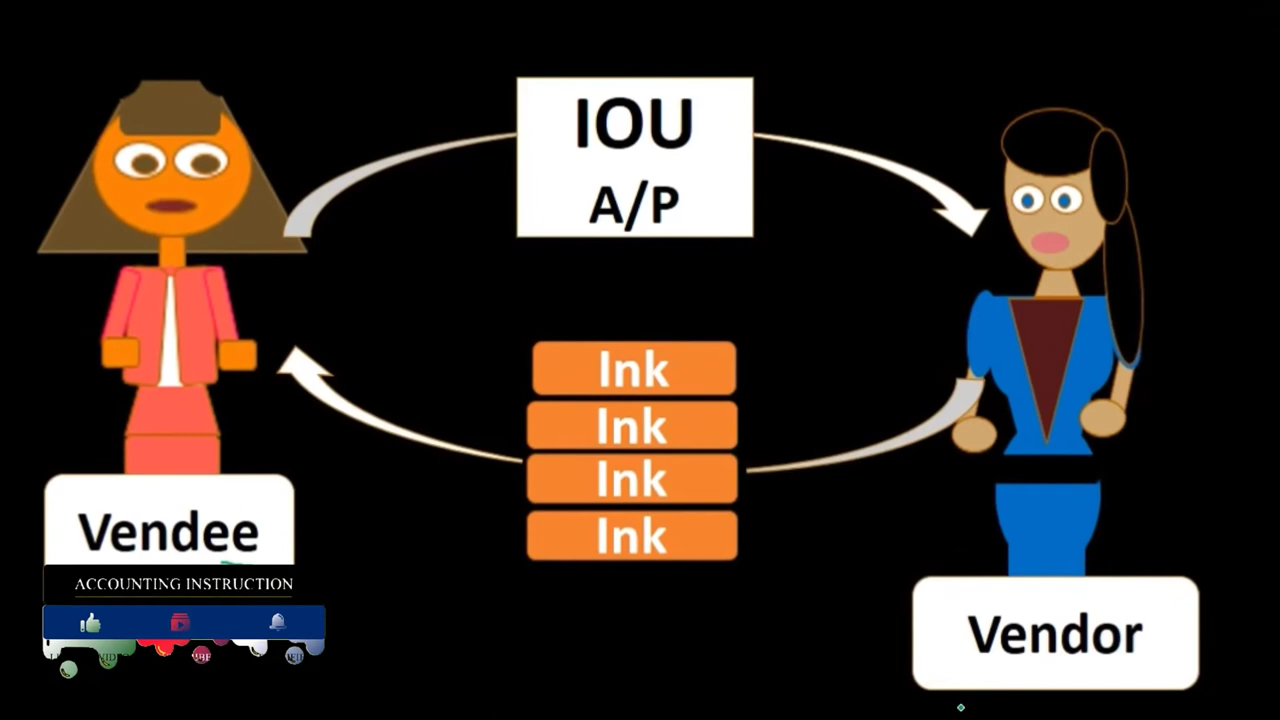 IOU
A/P
Ink
Ink
Ink
Ink
Vendee
ACCOUNTING INSTRUCTION
Vendor